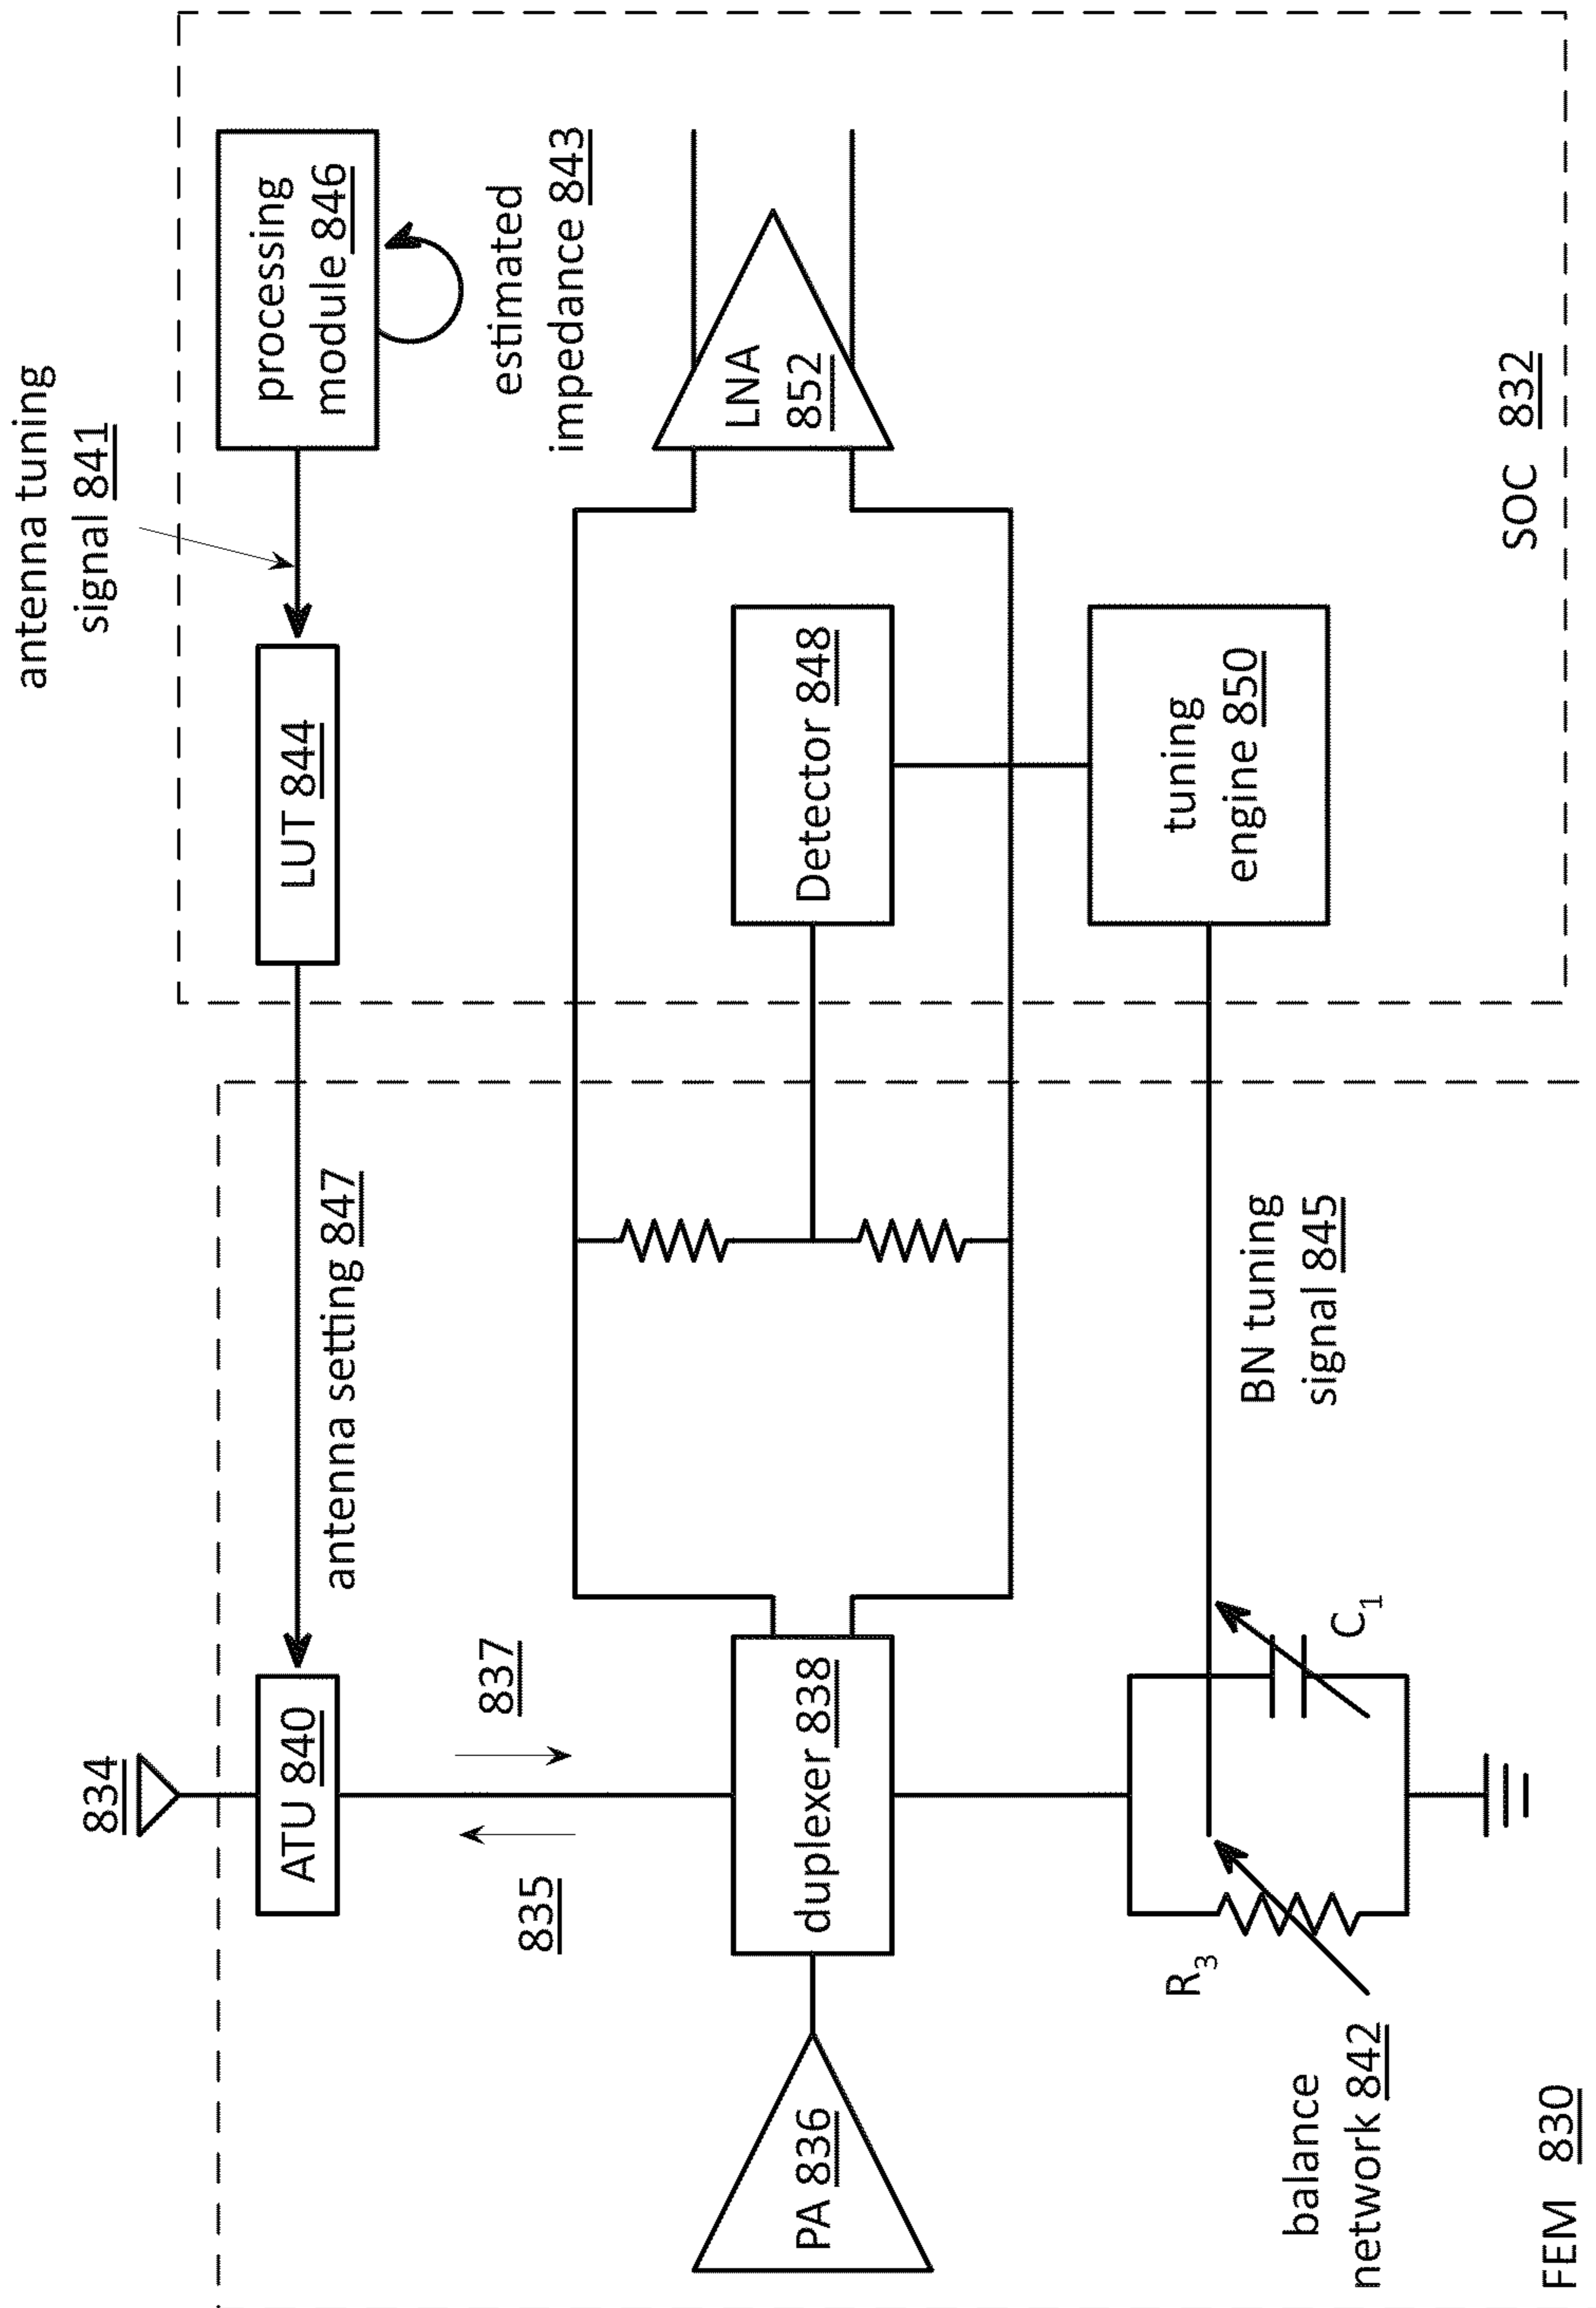 antenna tuning
signal 841
processing
module 846
LUT 844
antenna setting 847
834
ATU 840
estimated
impedance 843
837
835
LNA
852
Detector 848
duplexer 838
PA 836
tuning
engine 850
BN tuning
signal 845
R3
C1
balance
network 842
SOC 832
FEM 830